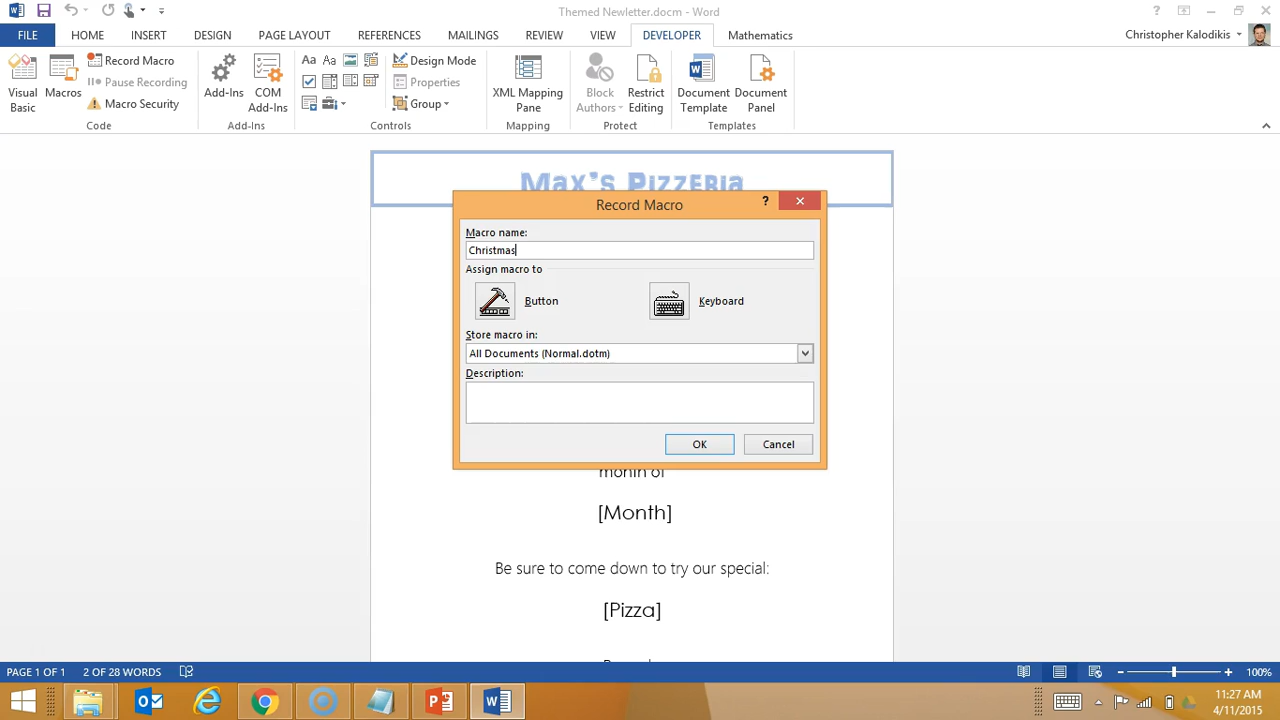 Themed Newletter.docm - Word
FILE HOME INSERT DESIGN PAGE LAYOUT REFERENCES MAILINGS REVIEW VIEW DEVELOPER Mathematics Christopher Kalodikis
Visual Basic
Macros
Record Macro
Pause Recording
Macro Security
Code
Add-Ins
COM Add-Ins
Add-Ins
Aa Aa
Design Mode
Properties
Group
Controls
XML Mapping Pane
Mapping
Block Authors
Restrict Editing
Protect
Document Template
Document Panel
Templates
Max's Pizzeria
Record Macro
?
Macro name:
Christmas
Assign macro to
Button
Keyboard
Store macro in:
All Documents (Normal.dotm)
Description:
OK Cancel
month of
[Month]
Be sure to come down to try our special:
[Pizza]
PAGE 1 OF 1 2 OF 28 WORDS 100%
11:27 AM
4/11/2015